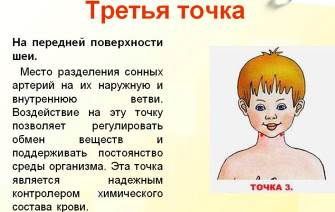 Третья точка
На передней поверхности
шеи.
Место разделения сонных
артерий на их наружную и
внутреннюю ветви.
Воздействие на эту точку
позволяет регулировать
обмен веществ и
поддерживать постоянство
среды организма. Эта точка
является надежным
контролером химического
состава крови.
ТОЧКА 3.